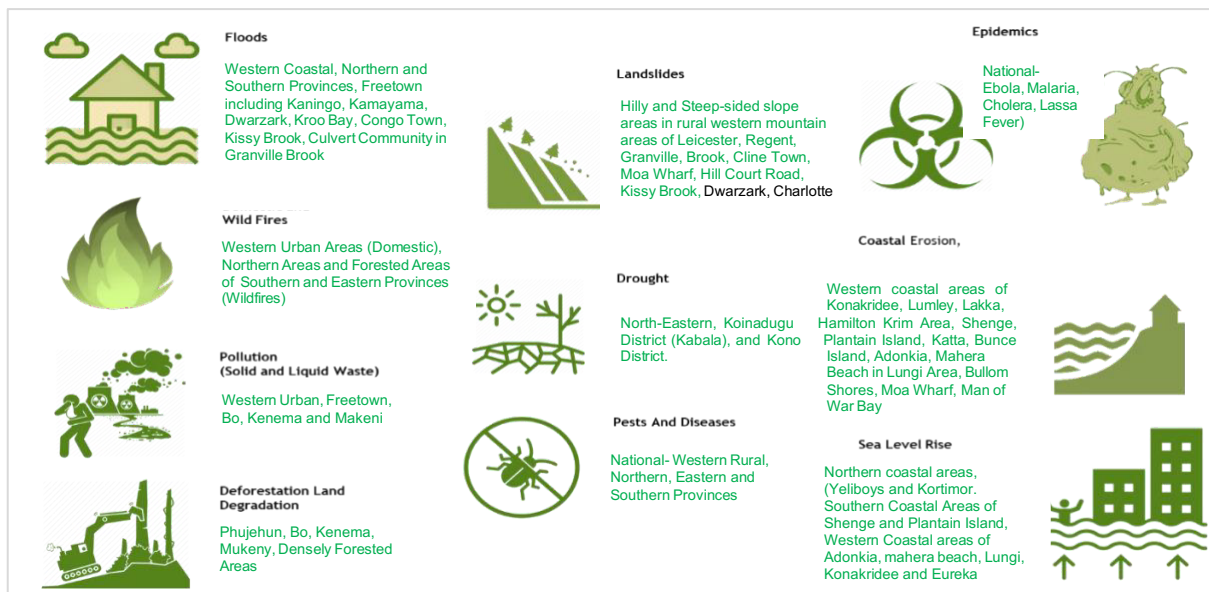 Floods
Western Coastal, Northern and
Southern Provinces, Freetown
including Kaningo, Kamayama,
Dwarzark, Kroo Bay, Congo Town,
Kissy Brook, Culvert Community in
Granville Brook
Wild Fires
Western Urban Areas (Domestic),
Northern Areas and Forested Areas
of Southern and Eastern Provinces
(Wildfires)
Pollution
(Solid and Liquid Waste)
Western Urban, Freetown,
Bo, Kenema and Makeni
Deforestation Land
Degradation
Phujehun, Bo, Kenema,
Mukeny, Densely Forested
Areas
Landslides
Hilly and Steep-sided slope
areas in rural western mountain
areas of Leicester, Regent,
Granville, Brook, Cline Town,
Moa Wharf, Hill Court Road,
Kissy Brook, Dwarzark, Charlotte
Drought
North-Eastern, Koinadugu
District (Kabala), and Kono
District.
Pests And Diseases
National- Western Rural,
Northern, Eastern and
Southern Provinces
Epidemics
National-
Ebola, Malaria,
Cholera, Lassa
Fever)
Coastal Erosion,
Western coastal areas of
Konakridee, Lumley, Lakka,
Hamilton Krim Area, Shenge,
Plantain Island, Katta, Bunce
Island, Adonkia, Mahera
Beach in Lungi Area, Bullom
Shores, Moa Wharf, Man of
War Bay
Sea Level Rise
Northern coastal areas,
(Yeliboys and Kortimor.
Southern Coastal Areas of
Shenge and Plantain Island,
Western Coastal areas of
Adonkia, mahera beach, Lungi,
Konakridee and Eureka